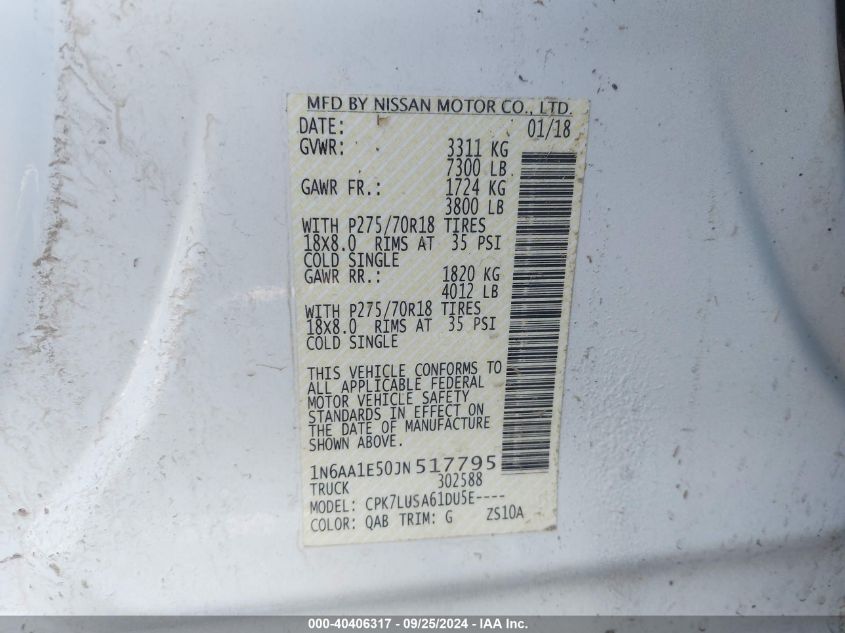 MFD BY NISSAN MOTOR CO., LTD.
DATE: 01/18
GVWR: 3311 KG
7300 LB
GAWR FR.: 1724 KG
3800 LB
WITH P275/70R18 TIRES
18X8.0 RIMS AT 35 PSI
COLD SINGLE
GAWR RR.: 1820 KG
4012 LB
WITH P275/70R18 TIRES
18X8.0 RIMS AT 35 PSI
COLD SINGLE
THIS VEHICLE CONFORMS TO
ALL APPLICABLE FEDERAL
MOTOR VEHICLE SAFETY
STANDARDS IN EFFECT ON
THE DATE OF MANUFACTURE
SHOWN ABOVE.
1N6AA1E50JN517795
TRUCK 302588
MODEL: CPK7LUSA61DU5E----
COLOR: QAB TRIM: G ZS10A
000-40406317 / 09/25/2024 - IAA Inc.